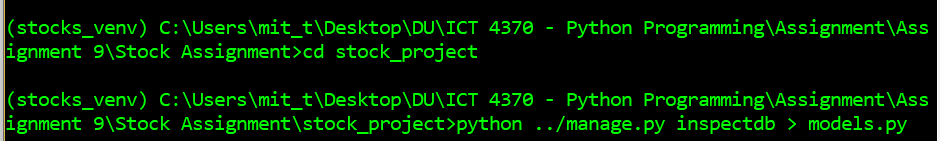 (stocks_venv) C:\Users\mit_t\Desktop\DU\ICT 4370 - Python Programming\Assignment\Ass
ignment 9\Stock Assignment>cd stock_project
(stocks_venv) C:\Users\mit_t\Desktop\DU\ICT 4370 - Python Programming\Assignment\Ass
ignment 9\Stock Assignment\stock_project>python ../manage.py inspectdb > models.py